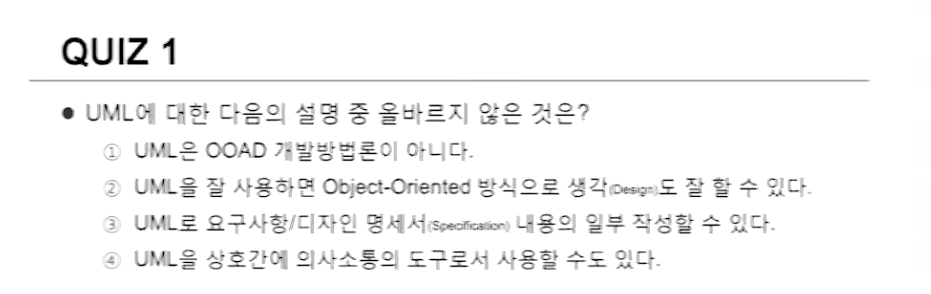 QUIZ 1
● UML에 대한 다음의 설명 중 올바르지 않은 것은?
① UML은 OOAD 개발방법론이 아니다.
② UML을 잘 사용하면 Object-Oriented 방식으로 생각(Design)도 잘 할 수 있다.
③ UML로 요구사항/디자인 명세서(Specification) 내용의 일부 작성할 수 있다.
④ UML을 상호간에 의사소통의 도구로서 사용할 수도 있다.